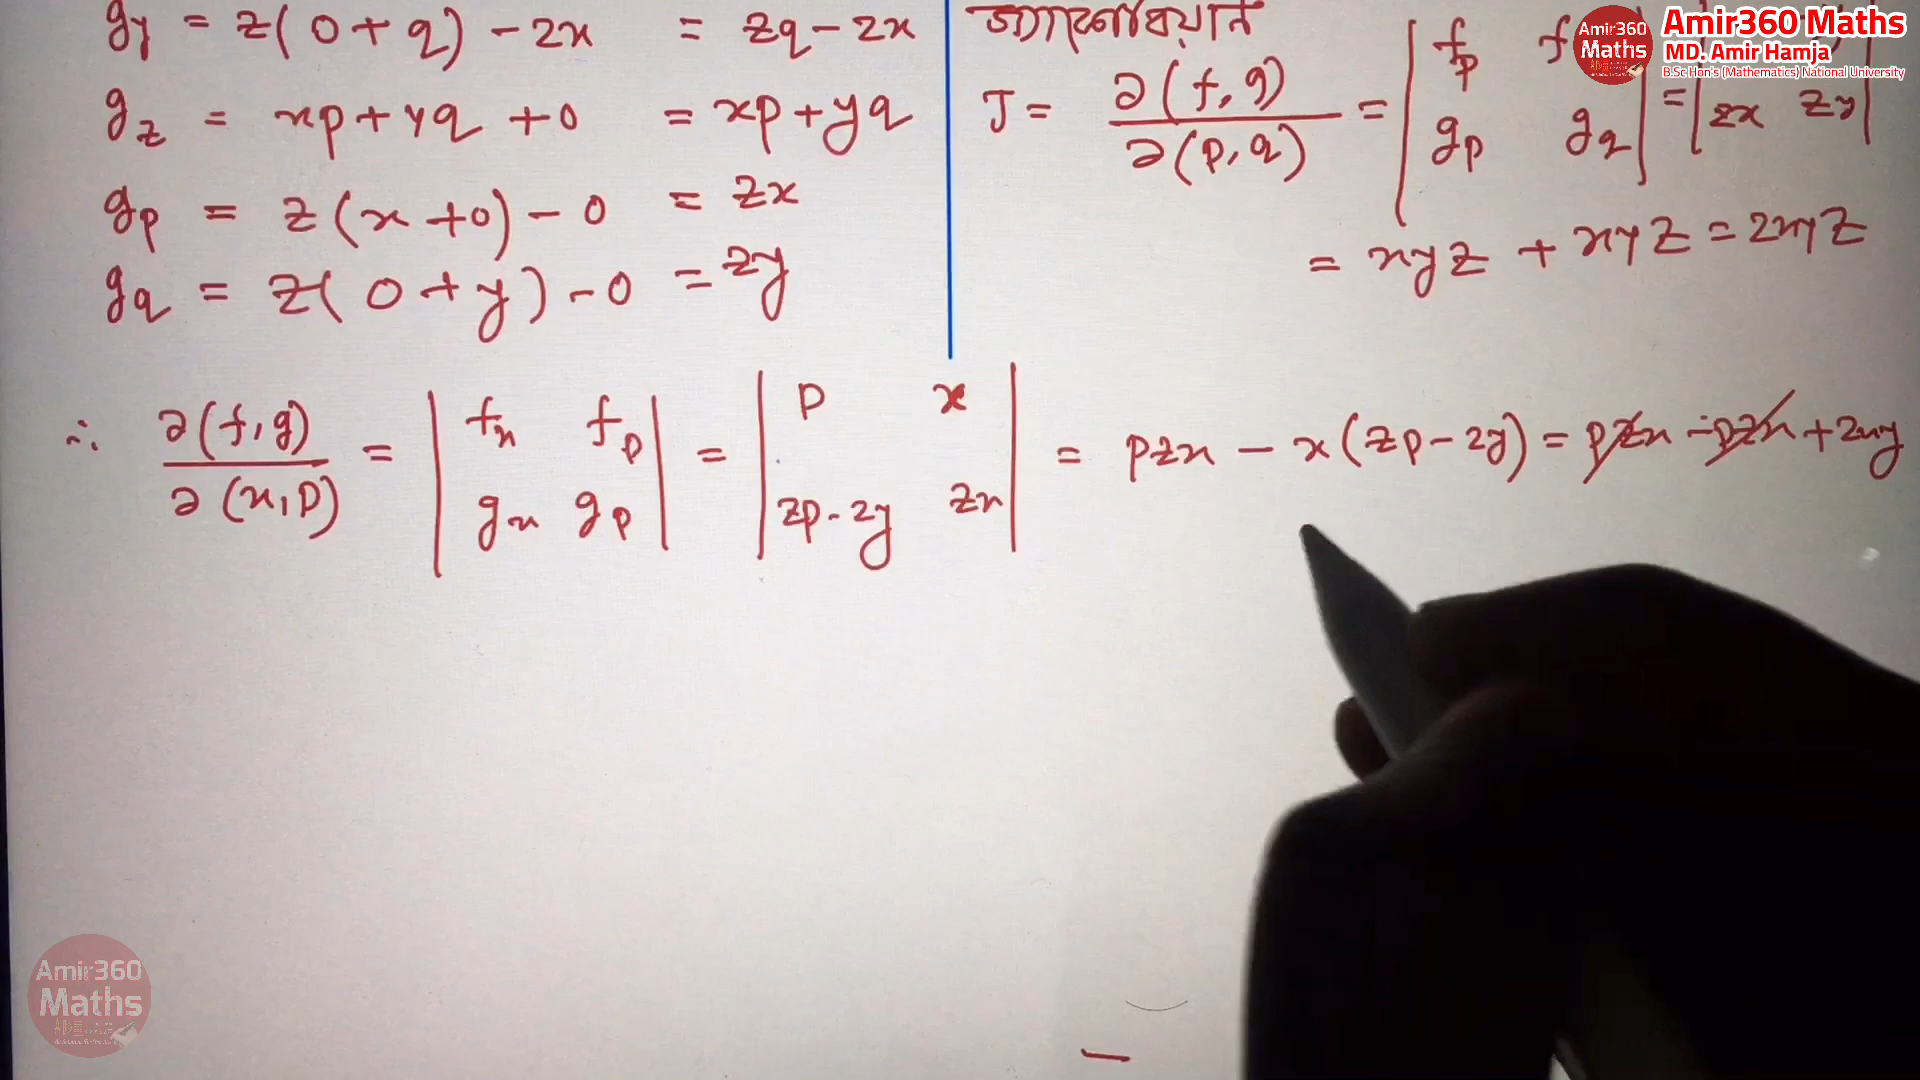 gy = z(0+q) - 2x = zq - 2x
gz = xp + yq + 0 = xp + yq
gp = z(x+0) - 0 = zx
gq = z(0+y) - 0 = zy
J = ∂(f,g) / ∂(p,q) = | fp f
gp gq | = | zx zy |
= xyz + xyz = 2xyz
∴ ∂(f,g) / ∂(x,p) = | fx fp
gx gp | = | p x
zp-2y zx | = pzx - x(zp-2y) = pzx - pzx + 2xy
Amir360 Maths
Amir360 Maths
MD. Amir Hamja
B.Sc Hon's (Mathematics) National University
Amir360
Maths